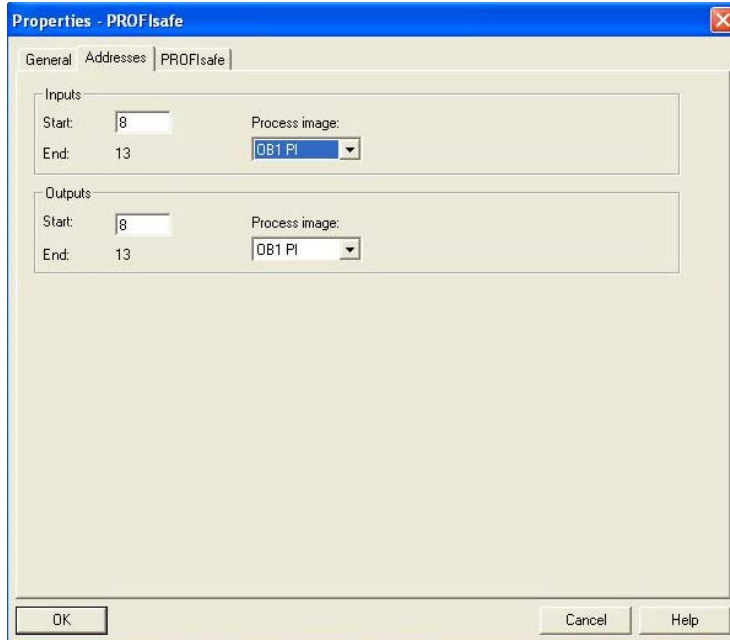 Properties - PROFIsafe
General Addresses PROFIsafe
Inputs
Start: 8 Process image:
End: 13 OB1 PI
Outputs
Start: 8 Process image:
End: 13 OB1 PI
OK Cancel Help